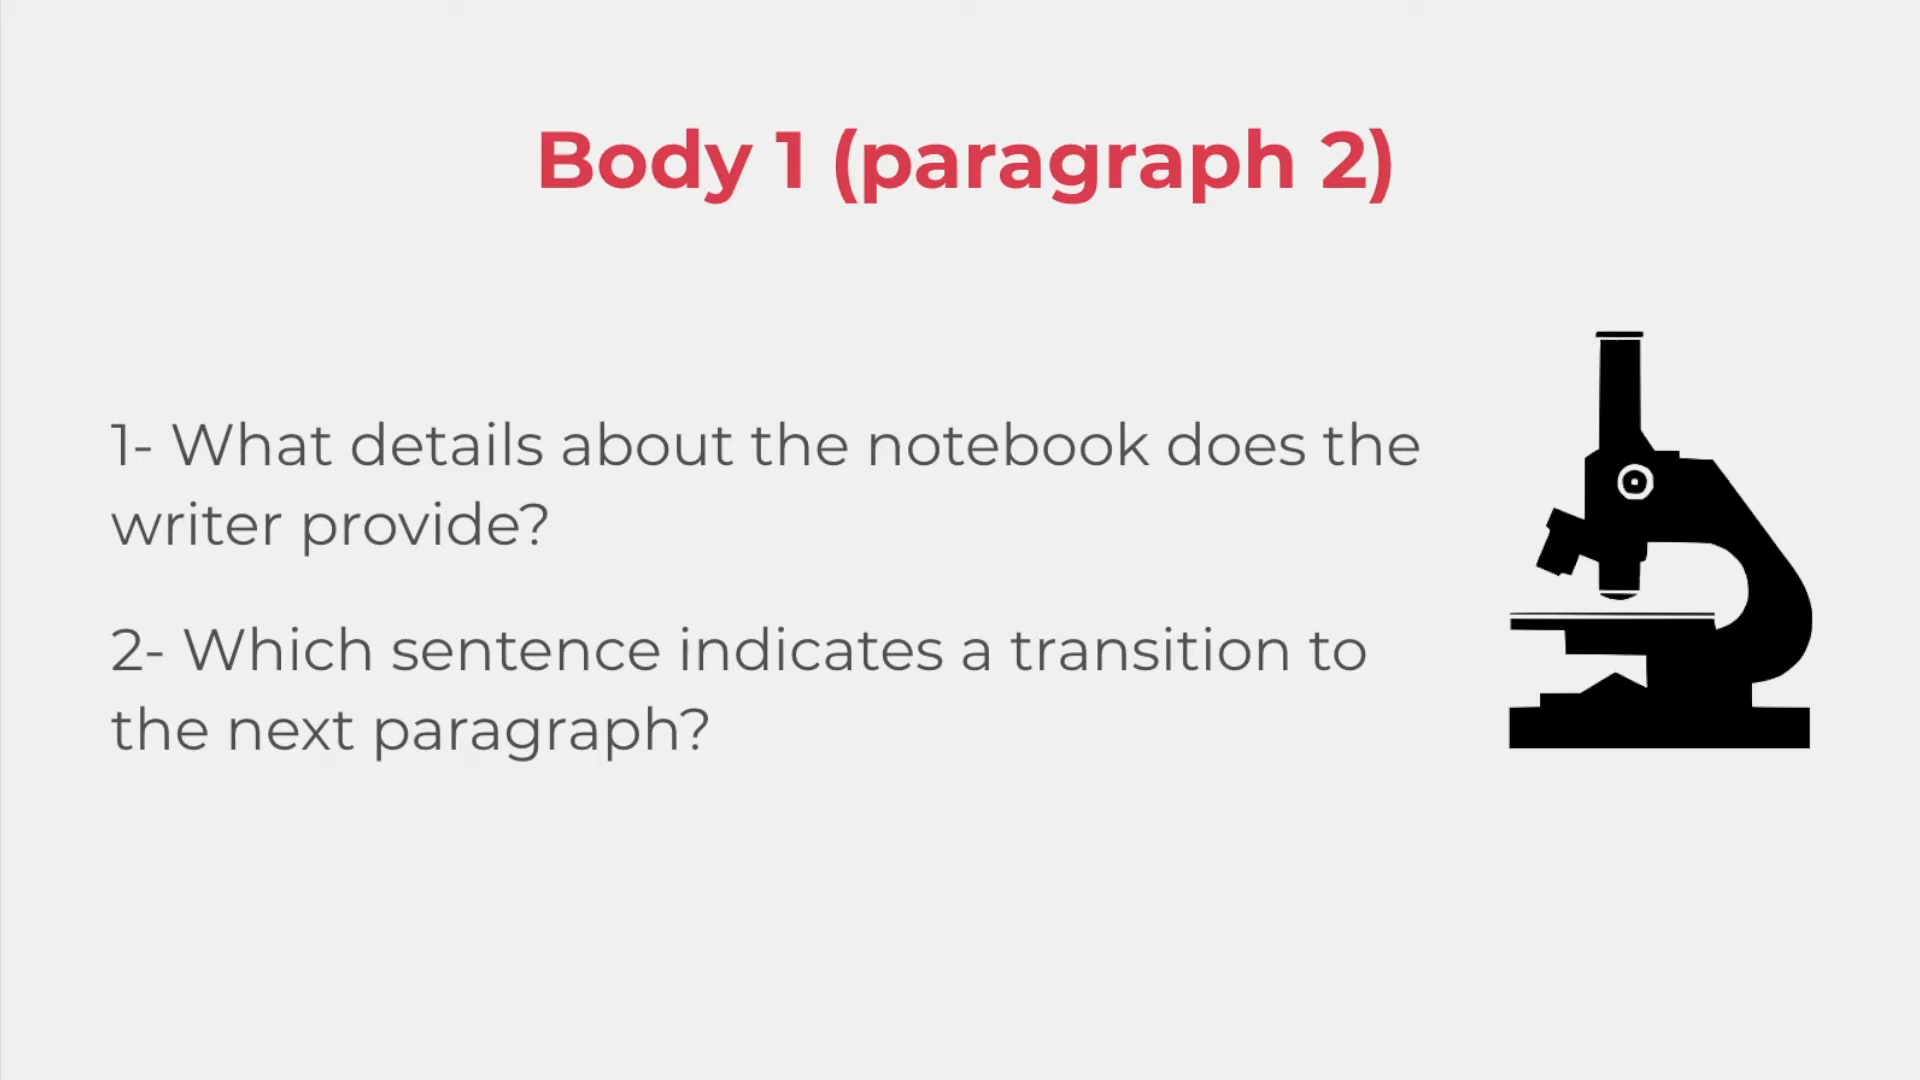 Body 1 (paragraph 2)
1- What details about the notebook does the
writer provide?
2- Which sentence indicates a transition to
the next paragraph?